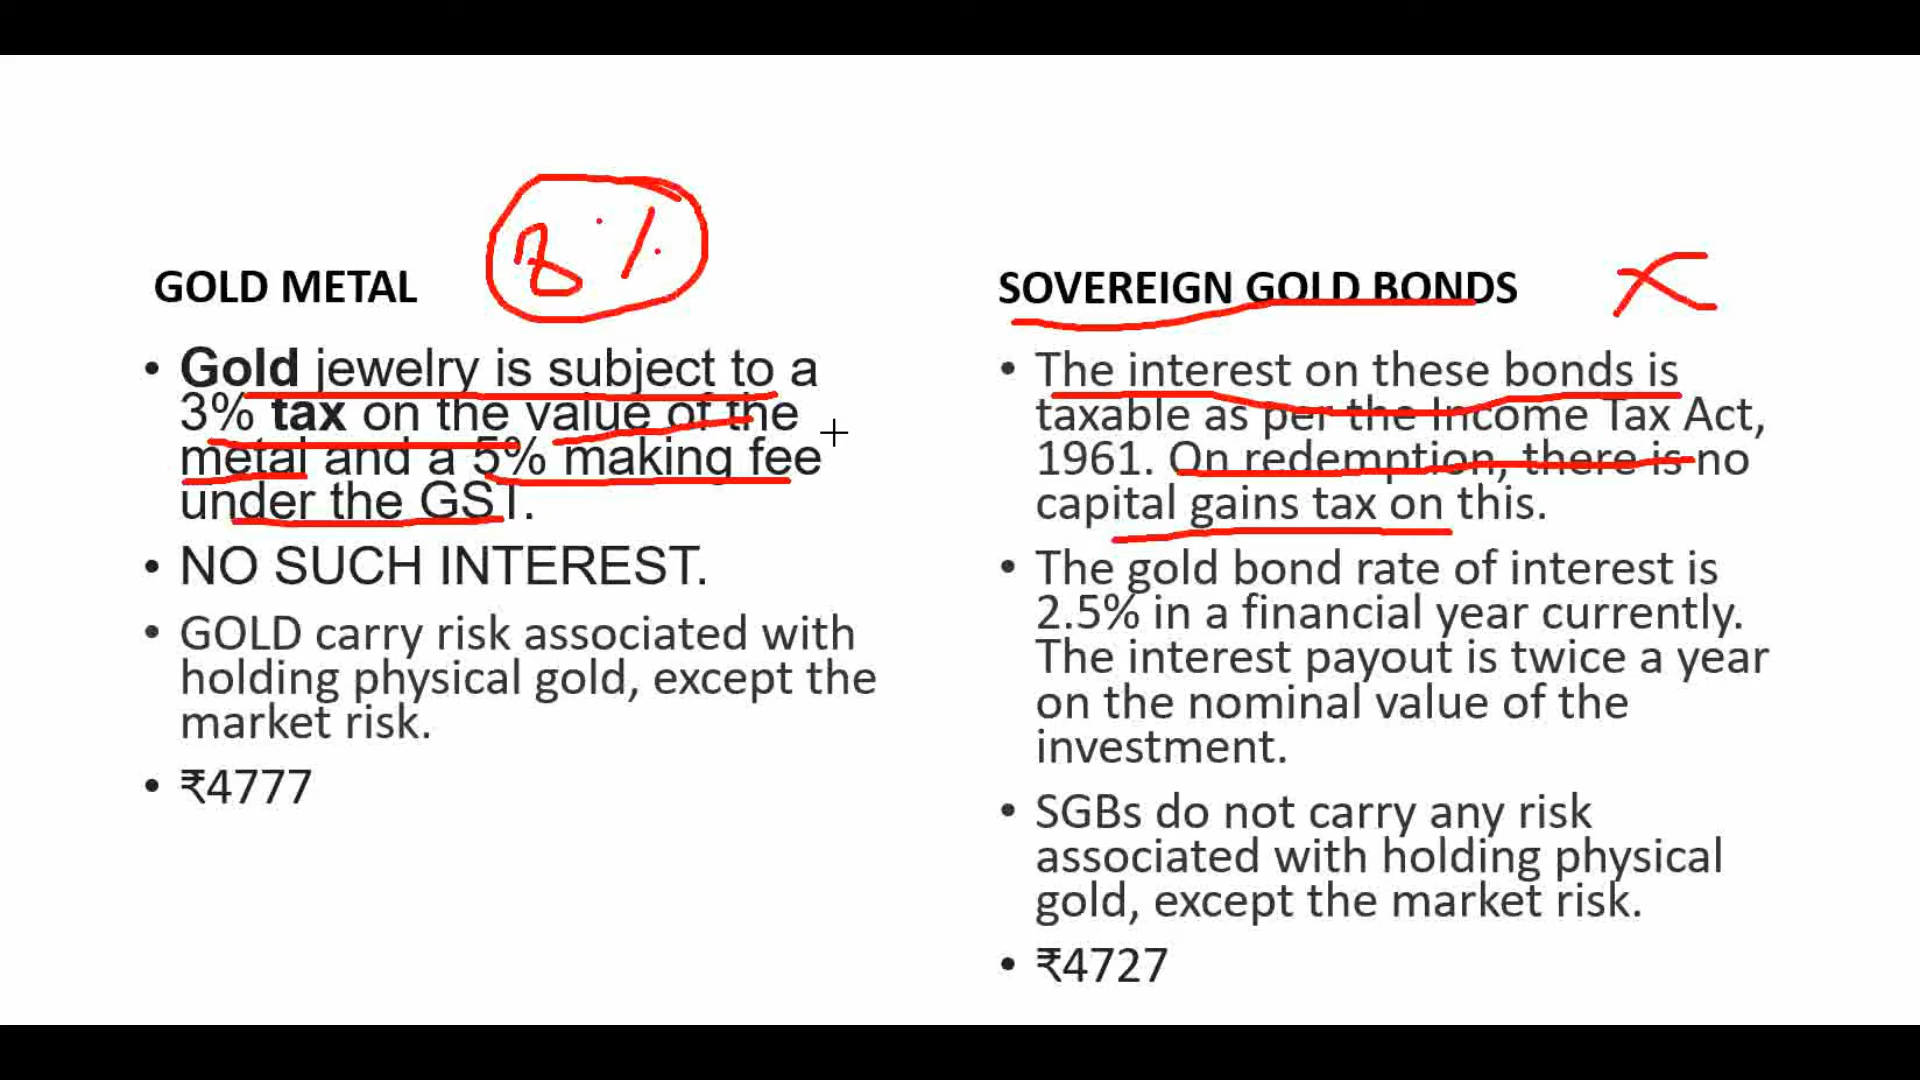 8%
GOLD METAL
• Gold jewelry is subject to a
3% tax on the value of the
metal and a 5% making fee
under the GST.
• NO SUCH INTEREST.
• GOLD carry risk associated with
holding physical gold, except the
market risk.
• ₹4777
SOVEREIGN GOLD BONDS
• The interest on these bonds is
taxable as per the Income Tax Act,
1961. On redemption, there is no
capital gains tax on this.
• The gold bond rate of interest is
2.5% in a financial year currently.
The interest payout is twice a year
on the nominal value of the
investment.
• SGBs do not carry any risk
associated with holding physical
gold, except the market risk.
• ₹4727